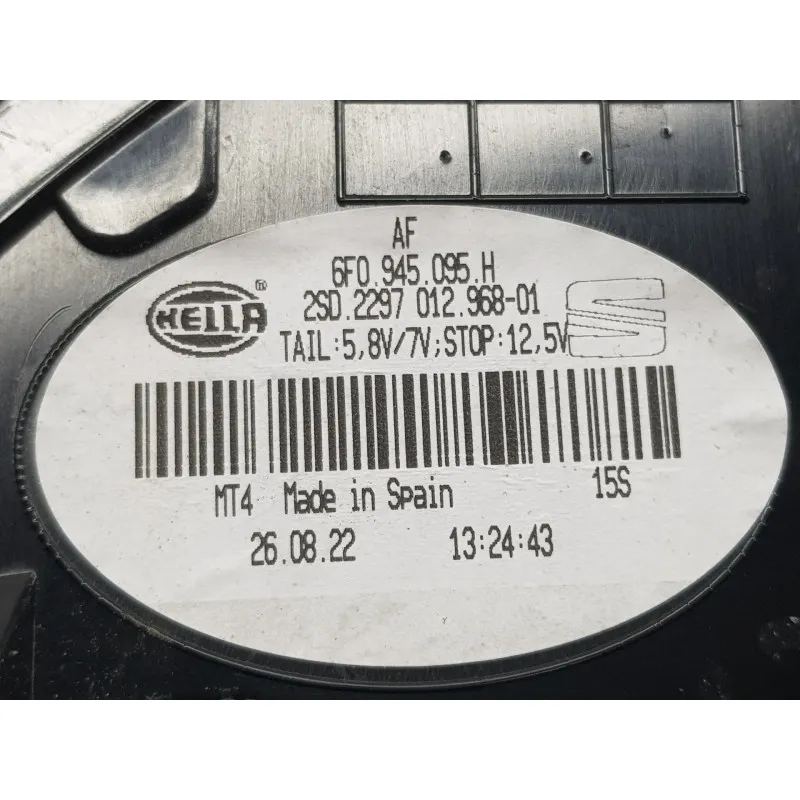 AF
6F0.945.095.H
HELLA ® 2SD.2297 012.968-01
TAIL:5,8V/7V;STOP:12,5V
MT4 Made in Spain 15S
26.08.22 13:24:43